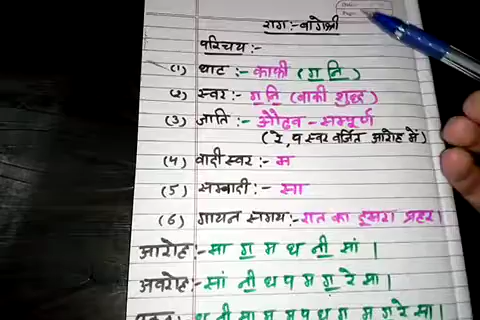 राग:- बागेश्री
परिचय:-
(1) थाट :- काफी (ग॒ नि॒)
(2) स्वर:- ग॒ नि॒ (बाकी शुद्ध)
(3) जाति:- औढव - सम्पूर्ण
(रे, प स्वर वर्जित आरोह में)
(4) वादी स्वर:- म
(5) सम्वादी:- सा
(6) गायन समय:- रात का दूसरा प्रहर।
आरोह:- सा ग॒ म ध नी॒ सां ।
अवरोह:- सां नी॒ ध प म ग॒ रे सा।
ध नी सा म म प ध ग म ग रे सा।